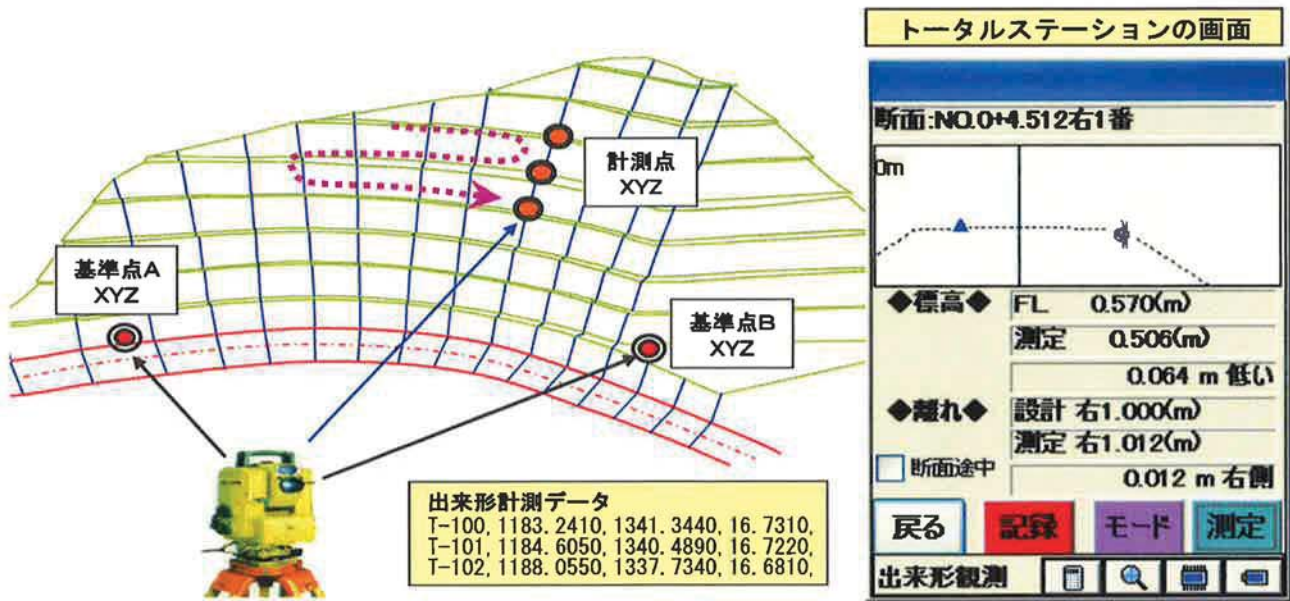 トータルステーションの画面
計測点
XYZ
基準点A
XYZ
基準点B
XYZ
出来形計測データ
T-100, 1183.2410, 1341.3440, 16.7310,
T-101, 1184.6050, 1340.4890, 16.7220,
T-102, 1188.0550, 1337.7340, 16.6810,
断面:NO.0+4.512右1番
0m
◆標高◆ FL 0.570(m)
測定 0.506(m)
0.064 m 低い
◆離れ◆ 設計 右1.000(m)
測定 右1.012(m)
断面途中 0.012 m 右側
戻る 記録 モード 測定
出来形観測